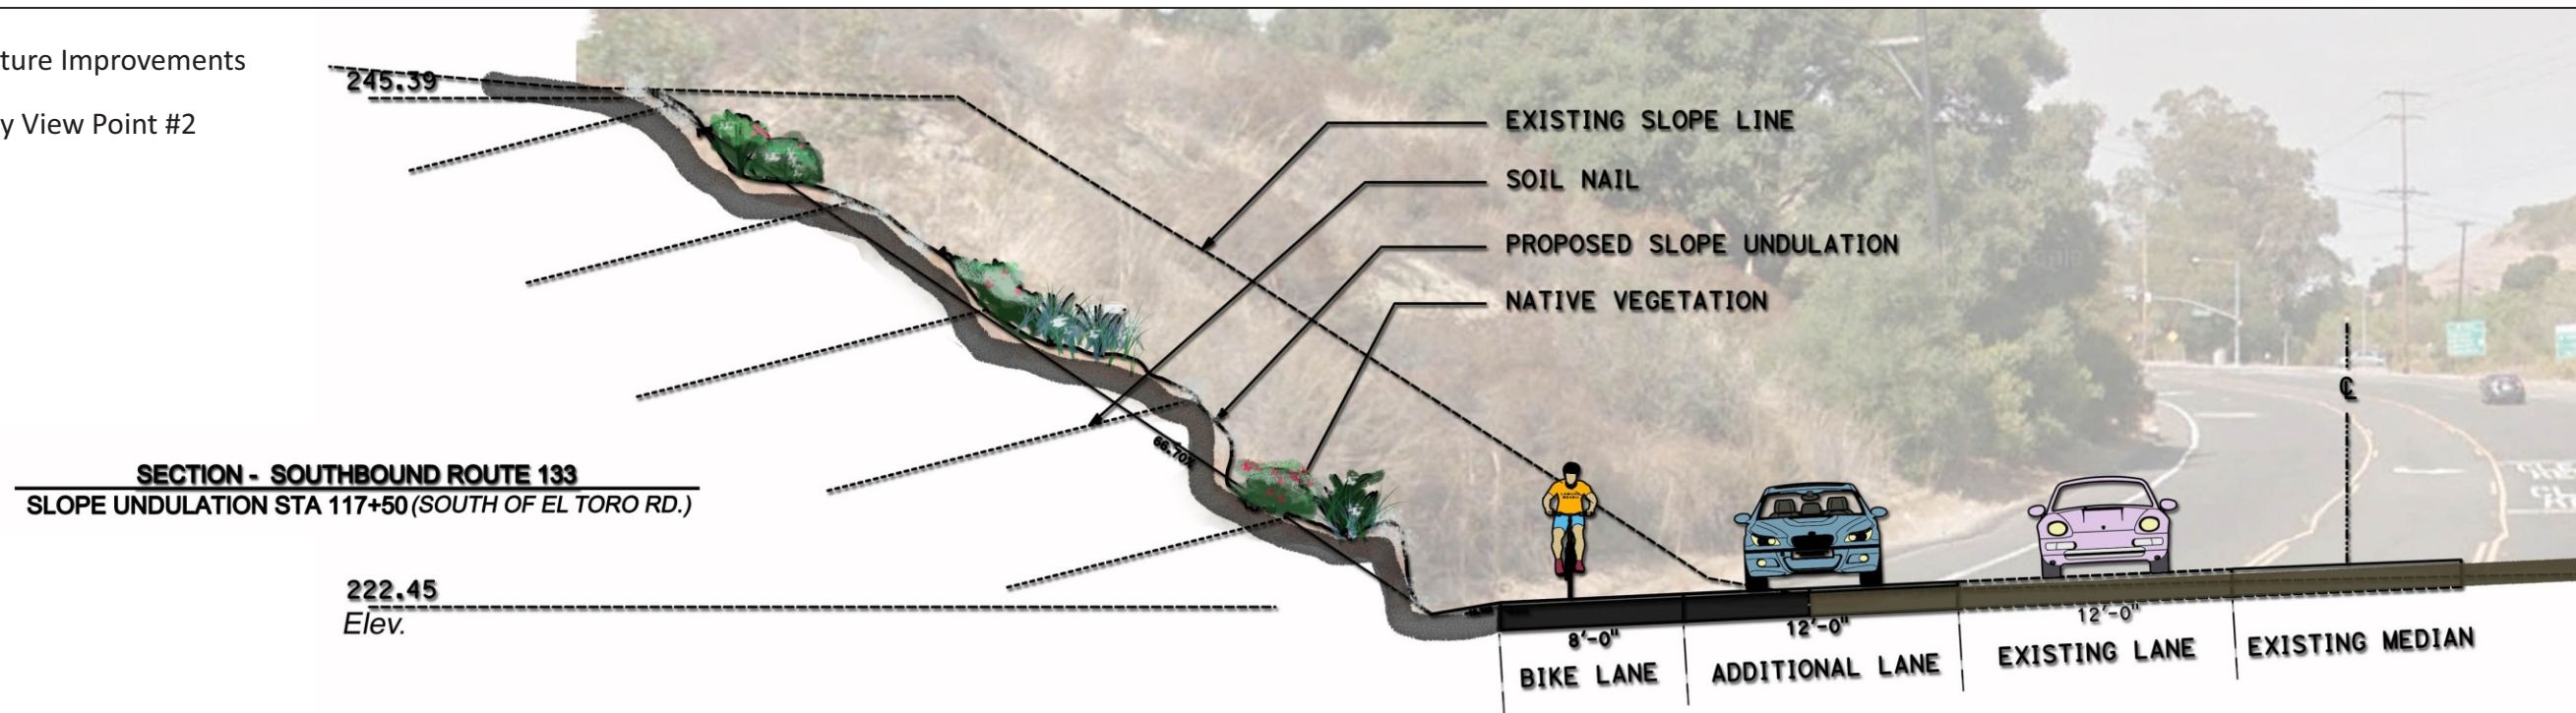 ture Improvements
y View Point #2
245.39
EXISTING SLOPE LINE
SOIL NAIL
PROPOSED SLOPE UNDULATION
NATIVE VEGETATION
℄
66.70%
SECTION - SOUTHBOUND ROUTE 133
SLOPE UNDULATION STA 117+50 (SOUTH OF EL TORO RD.)
222.45
Elev.
8'-0"
12'-0"
12'-0"
BIKE LANE
ADDITIONAL LANE
EXISTING LANE
EXISTING MEDIAN